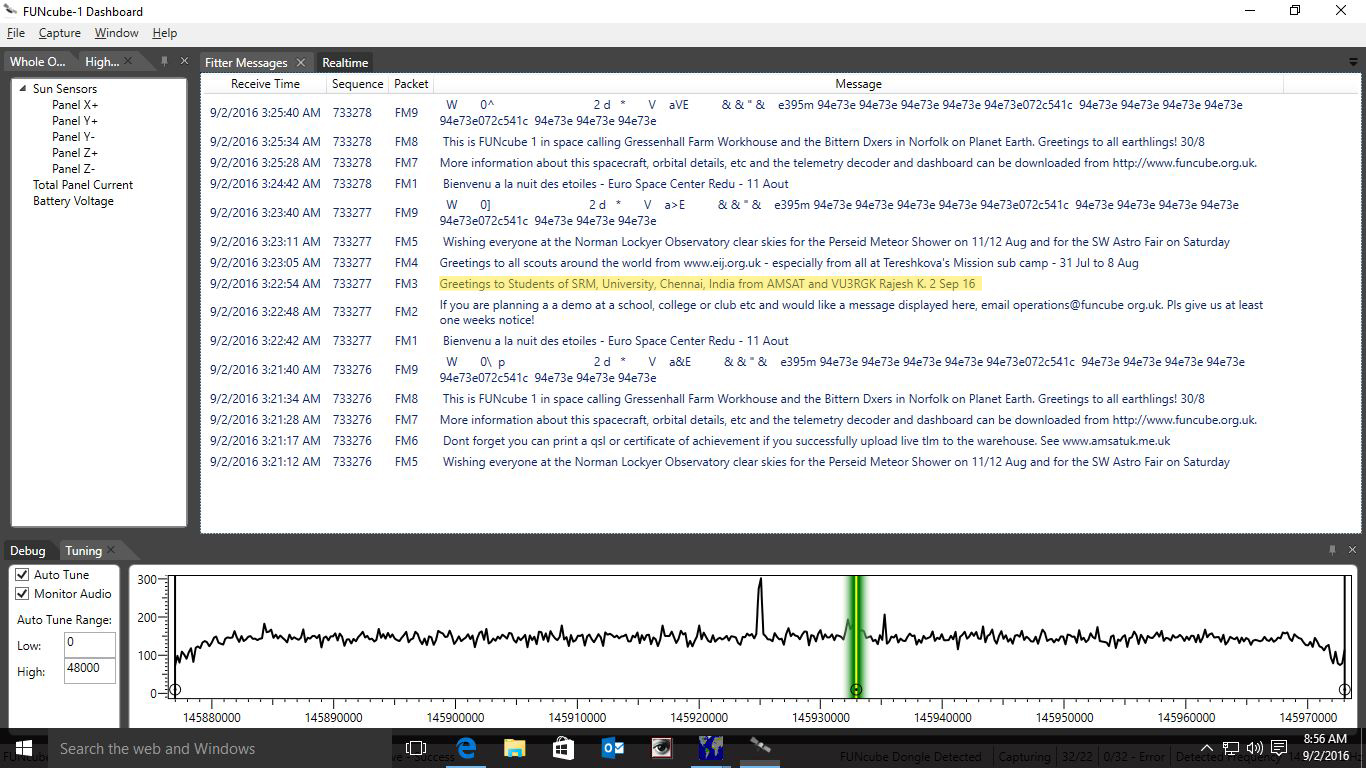 FUNcube-1 Dashboard
File Capture Window Help
Whole O... High...
Fitter Messages Realtime
Sun Sensors
Panel X+
Panel Y+
Panel Y-
Panel Z+
Panel Z-
Total Panel Current
Battery Voltage
Receive Time Sequence Packet Message
9/2/2016 3:25:40 AM 733278 FM9 W 0^ 2 d * V aVE & & " & e395m 94e73e 94e73e 94e73e 94e73e 94e73e072c541c 94e73e 94e73e 94e73e 94e73e
94e73e072c541c 94e73e 94e73e 94e73e
9/2/2016 3:25:34 AM 733278 FM8 This is FUNcube 1 in space calling Gressenhall Farm Workhouse and the Bittern Dxers in Norfolk on Planet Earth. Greetings to all earthlings! 30/8
9/2/2016 3:25:28 AM 733278 FM7 More information about this spacecraft, orbital details, etc and the telemetry decoder and dashboard can be downloaded from http://www.funcube.org.uk.
9/2/2016 3:24:42 AM 733278 FM1 Bienvenu a la nuit des etoiles - Euro Space Center Redu - 11 Aout
9/2/2016 3:23:40 AM 733277 FM9 W 0] 2 d * V a>E & & " & e395m 94e73e 94e73e 94e73e 94e73e 94e73e072c541c 94e73e 94e73e 94e73e 94e73e
94e73e072c541c 94e73e 94e73e 94e73e
9/2/2016 3:23:11 AM 733277 FM5 Wishing everyone at the Norman Lockyer Observatory clear skies for the Perseid Meteor Shower on 11/12 Aug and for the SW Astro Fair on Saturday
9/2/2016 3:23:05 AM 733277 FM4 Greetings to all scouts around the world from www.eij.org.uk - especially from all at Tereshkova's Mission sub camp - 31 Jul to 8 Aug
9/2/2016 3:22:54 AM 733277 FM3 Greetings to Students of SRM, University, Chennai, India from AMSAT and VU3RGK Rajesh K. 2 Sep 16
9/2/2016 3:22:48 AM 733277 FM2 If you are planning a a demo at a school, college or club etc and would like a message displayed here, email operations@funcube.org.uk. Pls give us at least
one weeks notice!
9/2/2016 3:22:42 AM 733277 FM1 Bienvenu a la nuit des etoiles - Euro Space Center Redu - 11 Aout
9/2/2016 3:21:40 AM 733276 FM9 W 0\ p 2 d * V a&E & & " & e395m 94e73e 94e73e 94e73e 94e73e 94e73e072c541c 94e73e 94e73e 94e73e 94e73e
94e73e072c541c 94e73e 94e73e 94e73e
9/2/2016 3:21:34 AM 733276 FM8 This is FUNcube 1 in space calling Gressenhall Farm Workhouse and the Bittern Dxers in Norfolk on Planet Earth. Greetings to all earthlings! 30/8
9/2/2016 3:21:28 AM 733276 FM7 More information about this spacecraft, orbital details, etc and the telemetry decoder and dashboard can be downloaded from http://www.funcube.org.uk.
9/2/2016 3:21:17 AM 733276 FM6 Dont forget you can print a qsl or certificate of achievement if you successfully upload live tlm to the warehouse. See www.amsatuk.me.uk
9/2/2016 3:21:12 AM 733276 FM5 Wishing everyone at the Norman Lockyer Observatory clear skies for the Perseid Meteor Shower on 11/12 Aug and for the SW Astro Fair on Saturday
Debug Tuning
Auto Tune
Monitor Audio
Auto Tune Range:
Low: 0
High: 48000
300
200
100
0
145880000 145890000 145900000 145910000 145920000 145930000 145940000 145950000 145960000 145970000
Search the web and Windows
- Success FUNcube Dongle Detected Capturing 32/22 0/32 - Error Detected Frequency: 14
8:56 AM
9/2/2016